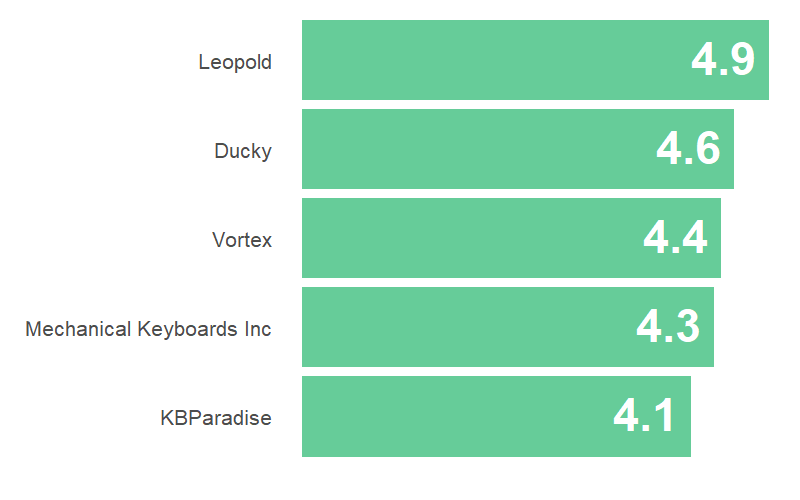 Leopold 4.9
Ducky 4.6
Vortex 4.4
Mechanical Keyboards Inc 4.3
KBParadise 4.1